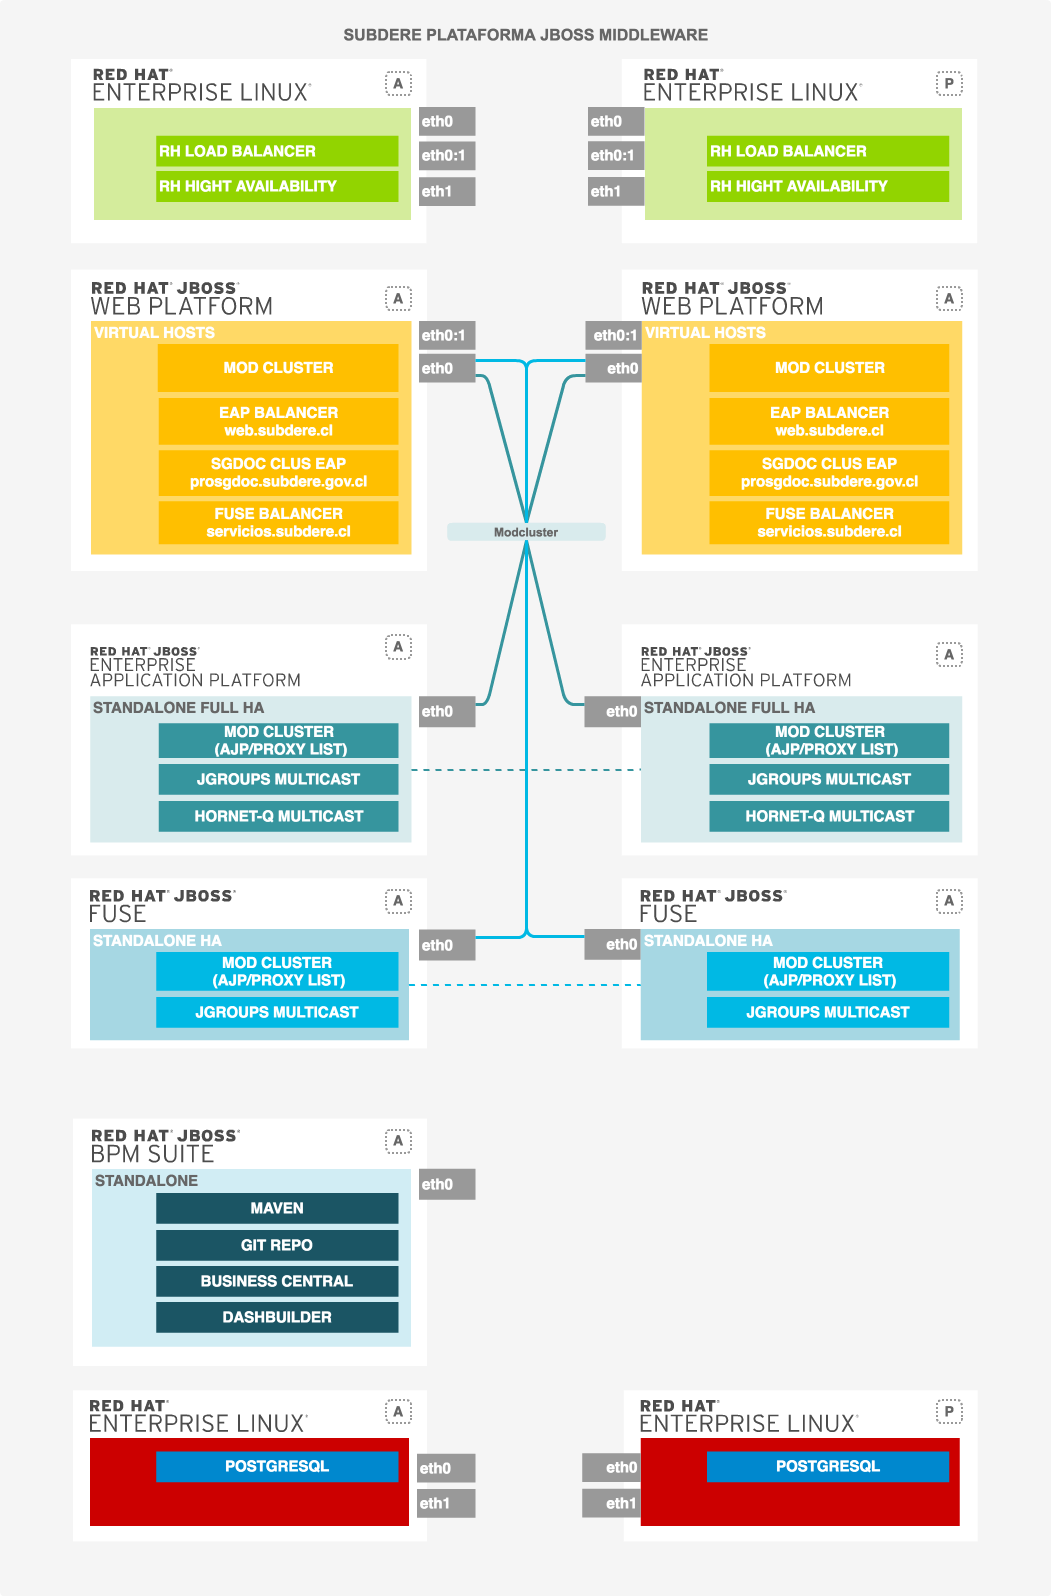 SUBDERE PLATAFORMA JBOSS MIDDLEWARE
RED HAT®
ENTERPRISE LINUX®
A
eth0
RH LOAD BALANCER
eth0:1
RH HIGHT AVAILABILITY
eth1
RED HAT®
ENTERPRISE LINUX®
P
eth0
RH LOAD BALANCER
eth0:1
RH HIGHT AVAILABILITY
eth1
RED HAT® JBOSS®
WEB PLATFORM
A
VIRTUAL HOSTS
eth0:1
MOD CLUSTER
eth0
EAP BALANCER
web.subdere.cl
SGDOC CLUS EAP
prosgdoc.subdere.gov.cl
FUSE BALANCER
servicios.subdere.cl
RED HAT® JBOSS®
WEB PLATFORM
A
eth0:1
VIRTUAL HOSTS
eth0
MOD CLUSTER
EAP BALANCER
web.subdere.cl
SGDOC CLUS EAP
prosgdoc.subdere.gov.cl
FUSE BALANCER
servicios.subdere.cl
Modcluster
RED HAT® JBOSS®
ENTERPRISE
APPLICATION PLATFORM
A
STANDALONE FULL HA
eth0
MOD CLUSTER
(AJP/PROXY LIST)
JGROUPS MULTICAST
HORNET-Q MULTICAST
RED HAT® JBOSS®
ENTERPRISE
APPLICATION PLATFORM
A
eth0
STANDALONE FULL HA
MOD CLUSTER
(AJP/PROXY LIST)
JGROUPS MULTICAST
HORNET-Q MULTICAST
RED HAT® JBOSS®
FUSE
A
STANDALONE HA
eth0
MOD CLUSTER
(AJP/PROXY LIST)
JGROUPS MULTICAST
RED HAT® JBOSS®
FUSE
A
eth0
STANDALONE HA
MOD CLUSTER
(AJP/PROXY LIST)
JGROUPS MULTICAST
RED HAT® JBOSS®
BPM SUITE
A
STANDALONE
eth0
MAVEN
GIT REPO
BUSINESS CENTRAL
DASHBUILDER
RED HAT®
ENTERPRISE LINUX®
A
POSTGRESQL
eth0
eth1
RED HAT®
ENTERPRISE LINUX®
P
eth0
POSTGRESQL
eth1